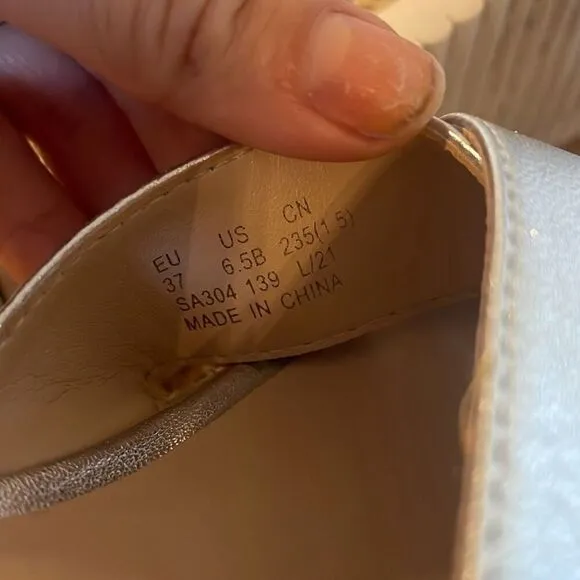 EU US CN
37 6.5B 235(1.5)
SA304 139 L/21
MADE IN CHINA